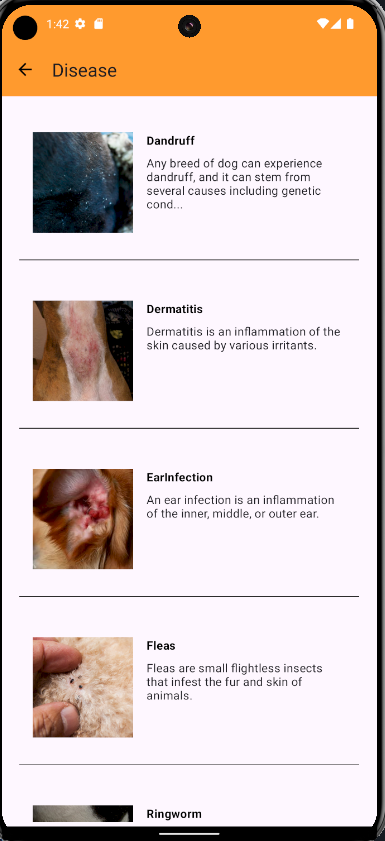 1:42
Disease
Dandruff
Any breed of dog can experience
dandruff, and it can stem from
several causes including genetic
cond...
Dermatitis
Dermatitis is an inflammation of the
skin caused by various irritants.
EarInfection
An ear infection is an inflammation
of the inner, middle, or outer ear.
Fleas
Fleas are small flightless insects
that infest the fur and skin of
animals.
Ringworm